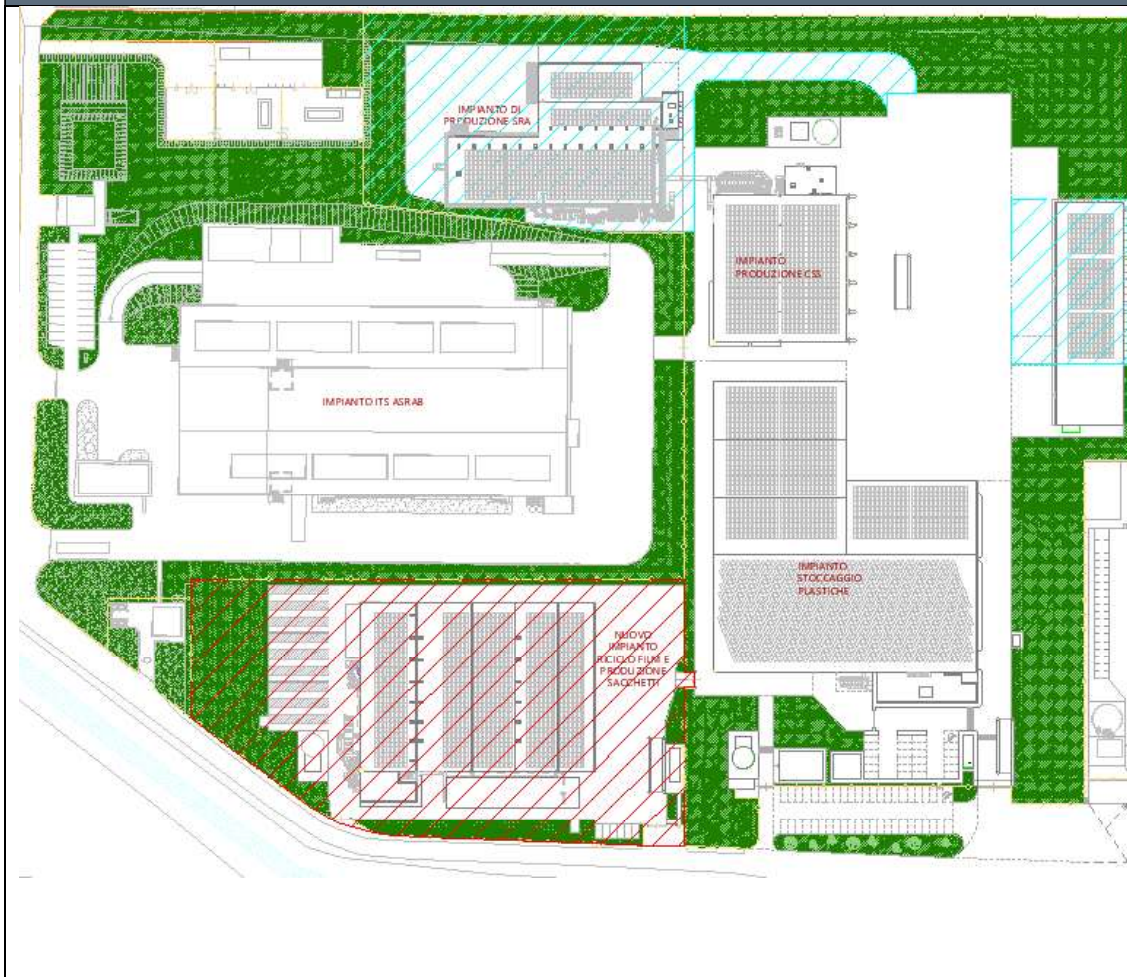 IMPIANTO DI
PRODUZIONE SRA
IMPIANTO
PRODUZIONE CSS
IMPIANTO ITS ASRAB
IMPIANTO
STOCCAGGIO
PLASTICHE
NUOVO
IMPIANTO
RICICLO FILM E
PRODUZIONE
SACCHETTI